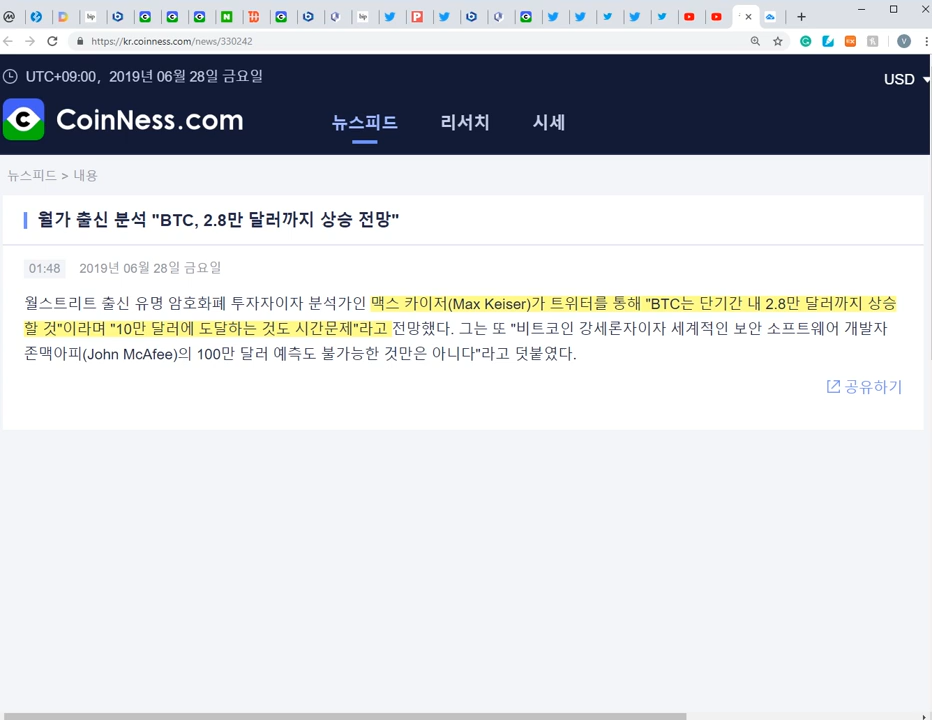 https://kr.coinness.com/news/330242
UTC+09:00, 2019년 06월 28일 금요일
USD
CoinNess.com
뉴스피드 리서치 시세
뉴스피드 > 내용
월가 출신 분석 "BTC, 2.8만 달러까지 상승 전망"
01:48 2019년 06월 28일 금요일
월스트리트 출신 유명 암호화폐 투자자이자 분석가인 맥스 카이저(Max Keiser)가 트위터를 통해 "BTC는 단기간 내 2.8만 달러까지 상승
할 것"이라며 "10만 달러에 도달하는 것도 시간문제"라고 전망했다. 그는 또 "비트코인 강세론자이자 세계적인 보안 소프트웨어 개발자
존맥아피(John McAfee)의 100만 달러 예측도 불가능한 것만은 아니다"라고 덧붙였다.
공유하기